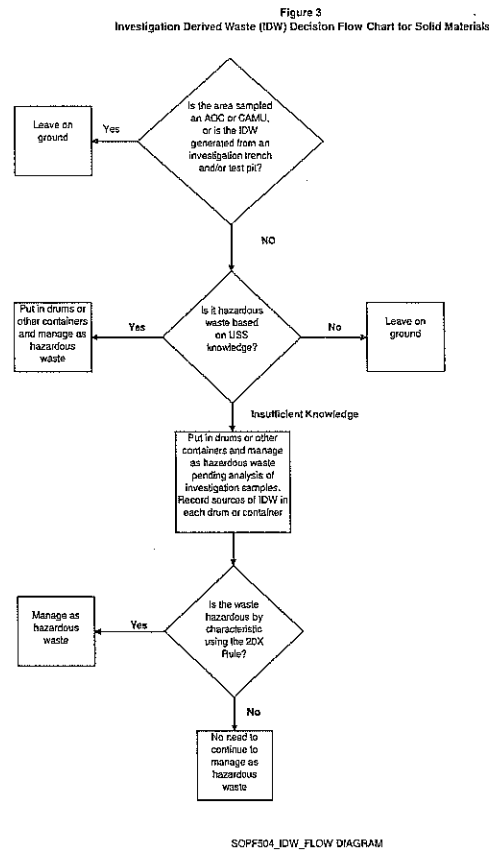 Figure 3
Investigation Derived Waste (IDW) Decision Flow Chart for Solid Materials
Is the area sampled
an AOC or CAMU,
or is the IDW
generated from an
investigation trench
and/or test pit?
Yes
Leave on
ground
NO
Is it hazardous
waste based
on USS
knowledge?
Yes
Put in drums or
other containers
and manage as
hazardous
waste
No
Leave on
ground
Insufficient Knowledge
Put in drums or other
containers and manage
as hazardous waste
pending analysis of
investigation samples.
Record sources of IDW in
each drum or container
Is the waste
hazardous by
characteristic
using the 20X
Rule?
Yes
Manage as
hazardous
waste
No
No need to
continue to
manage as
hazardous
waste
SOPF504_IDW_FLOW DIAGRAM